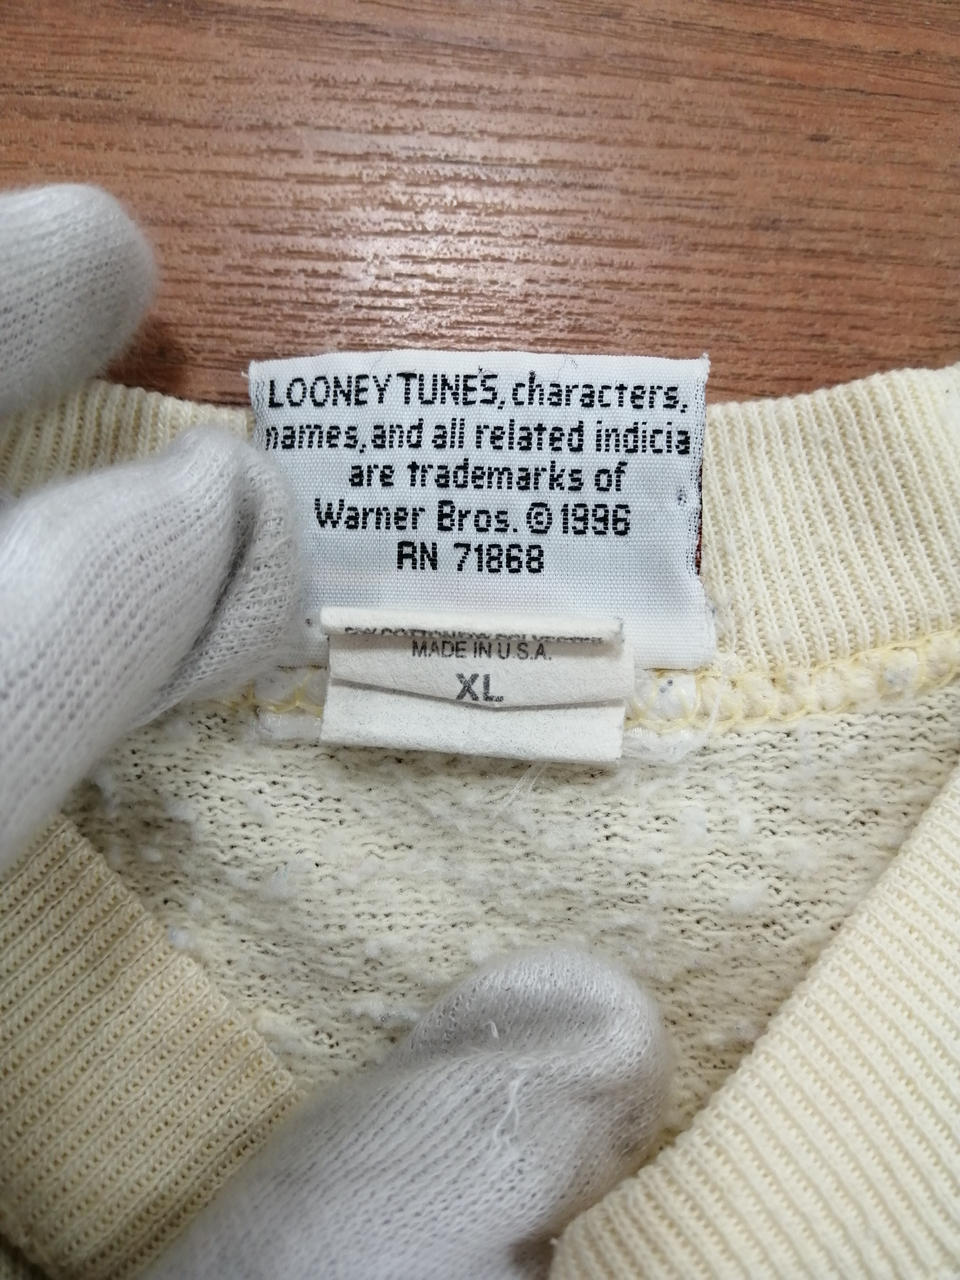 LOONEY TUNES, characters,
names, and all related indicia
are trademarks of
Warner Bros. © 1996
RN 71868
MADE IN U.S.A.
XL